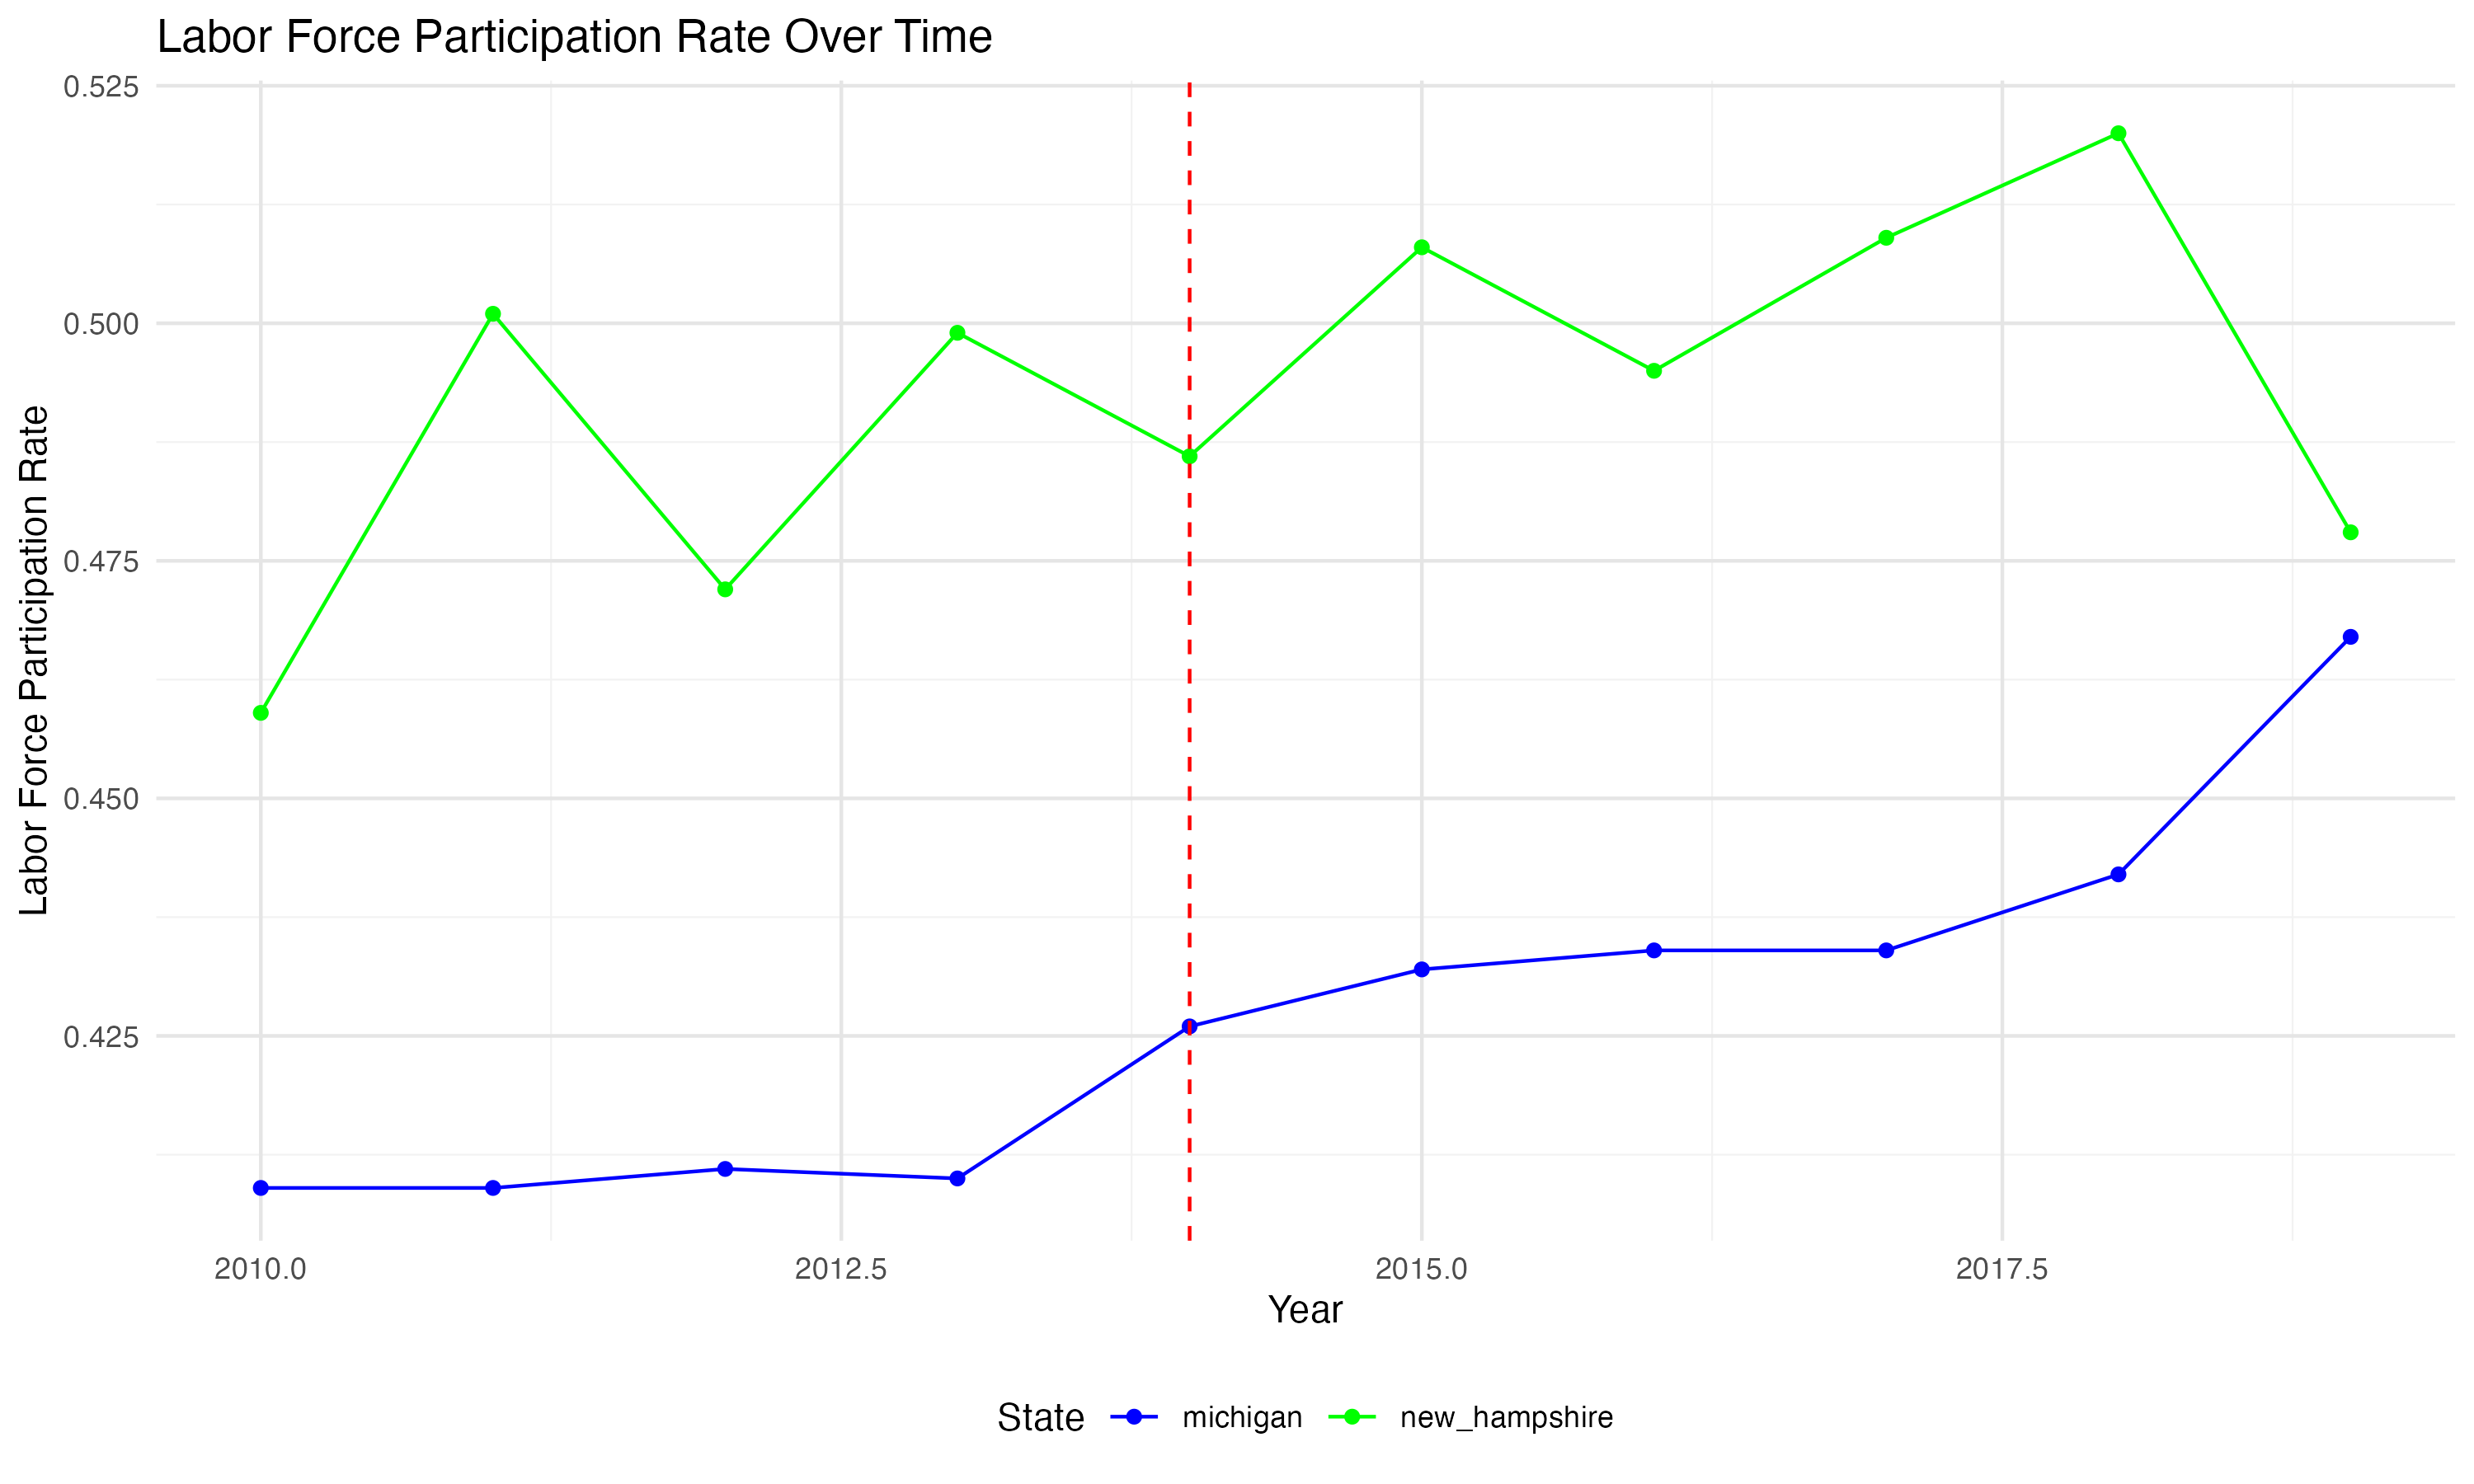 Labor Force Participation Rate Over Time
Labor Force Participation Rate
0.525
0.500
0.475
0.450
0.425
2010.0 2012.5 2015.0 2017.5
Year
State michigan new_hampshire